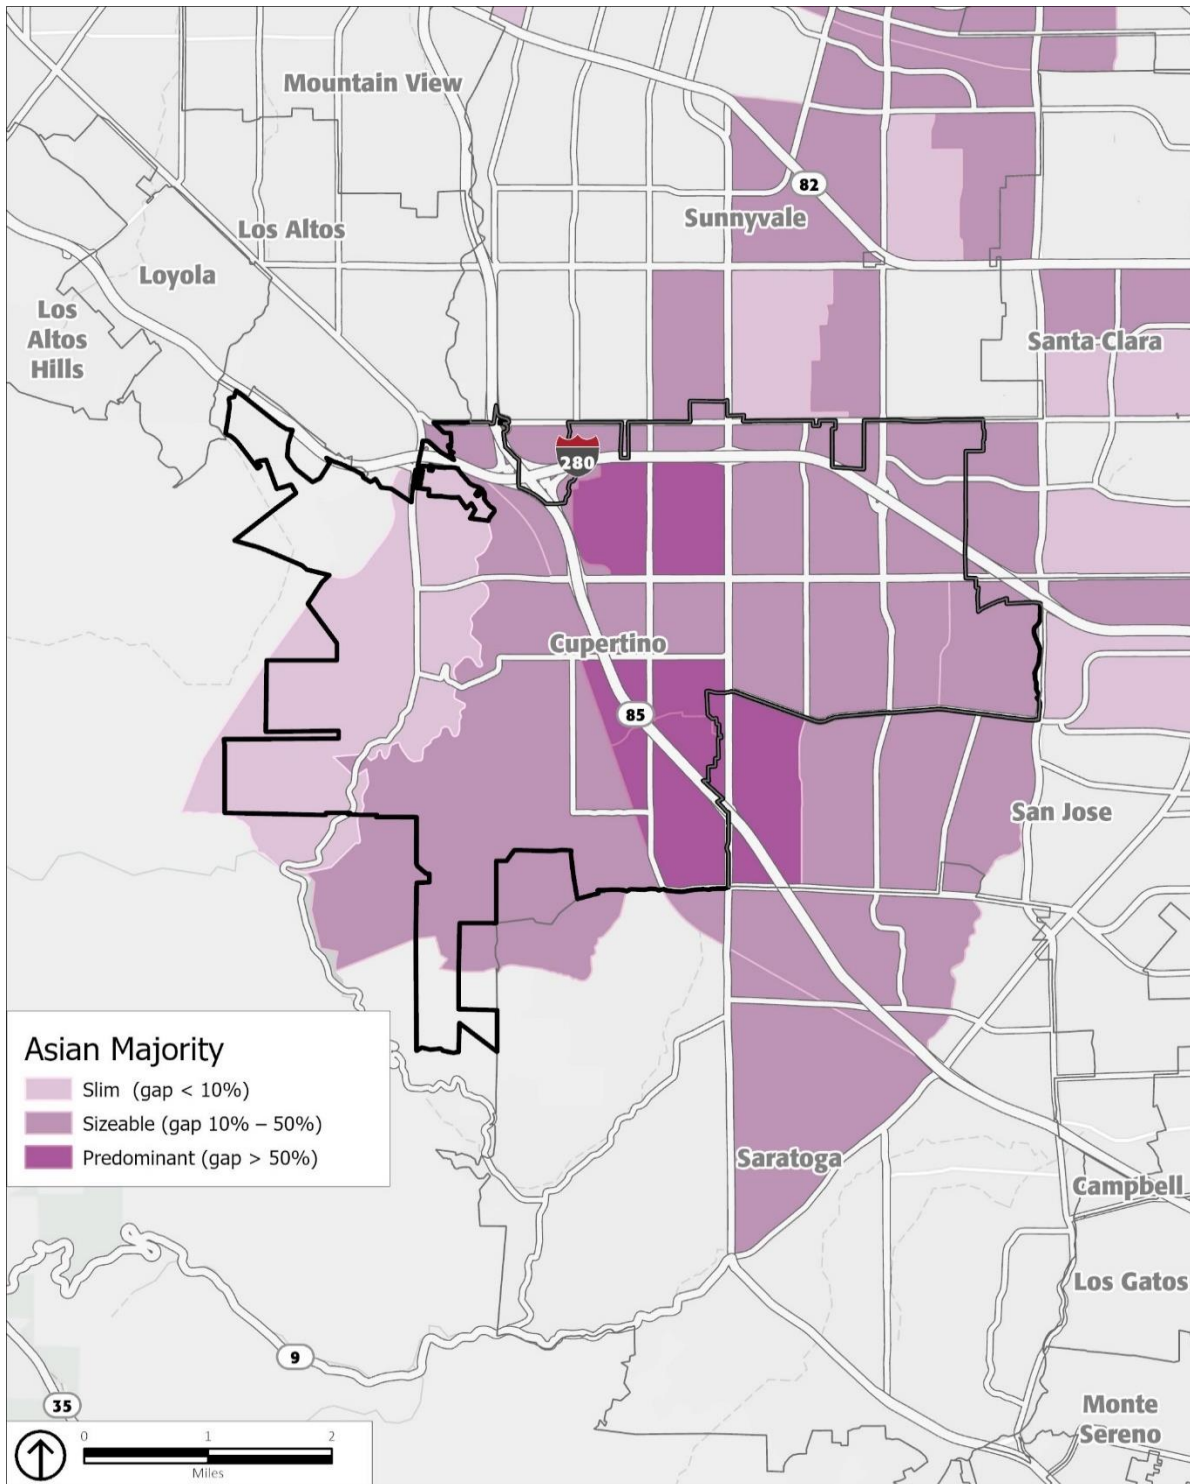 Mountain View
82
Sunnyvale
Los Altos
Loyola
Los
Altos
Hills
Santa Clara
280
Cupertino
85
San Jose
Asian Majority
Slim (gap < 10%)
Sizeable (gap 10% – 50%)
Predominant (gap > 50%)
Saratoga
Campbell
Los Gatos
9
35
Monte
Sereno
0 1 2
Miles